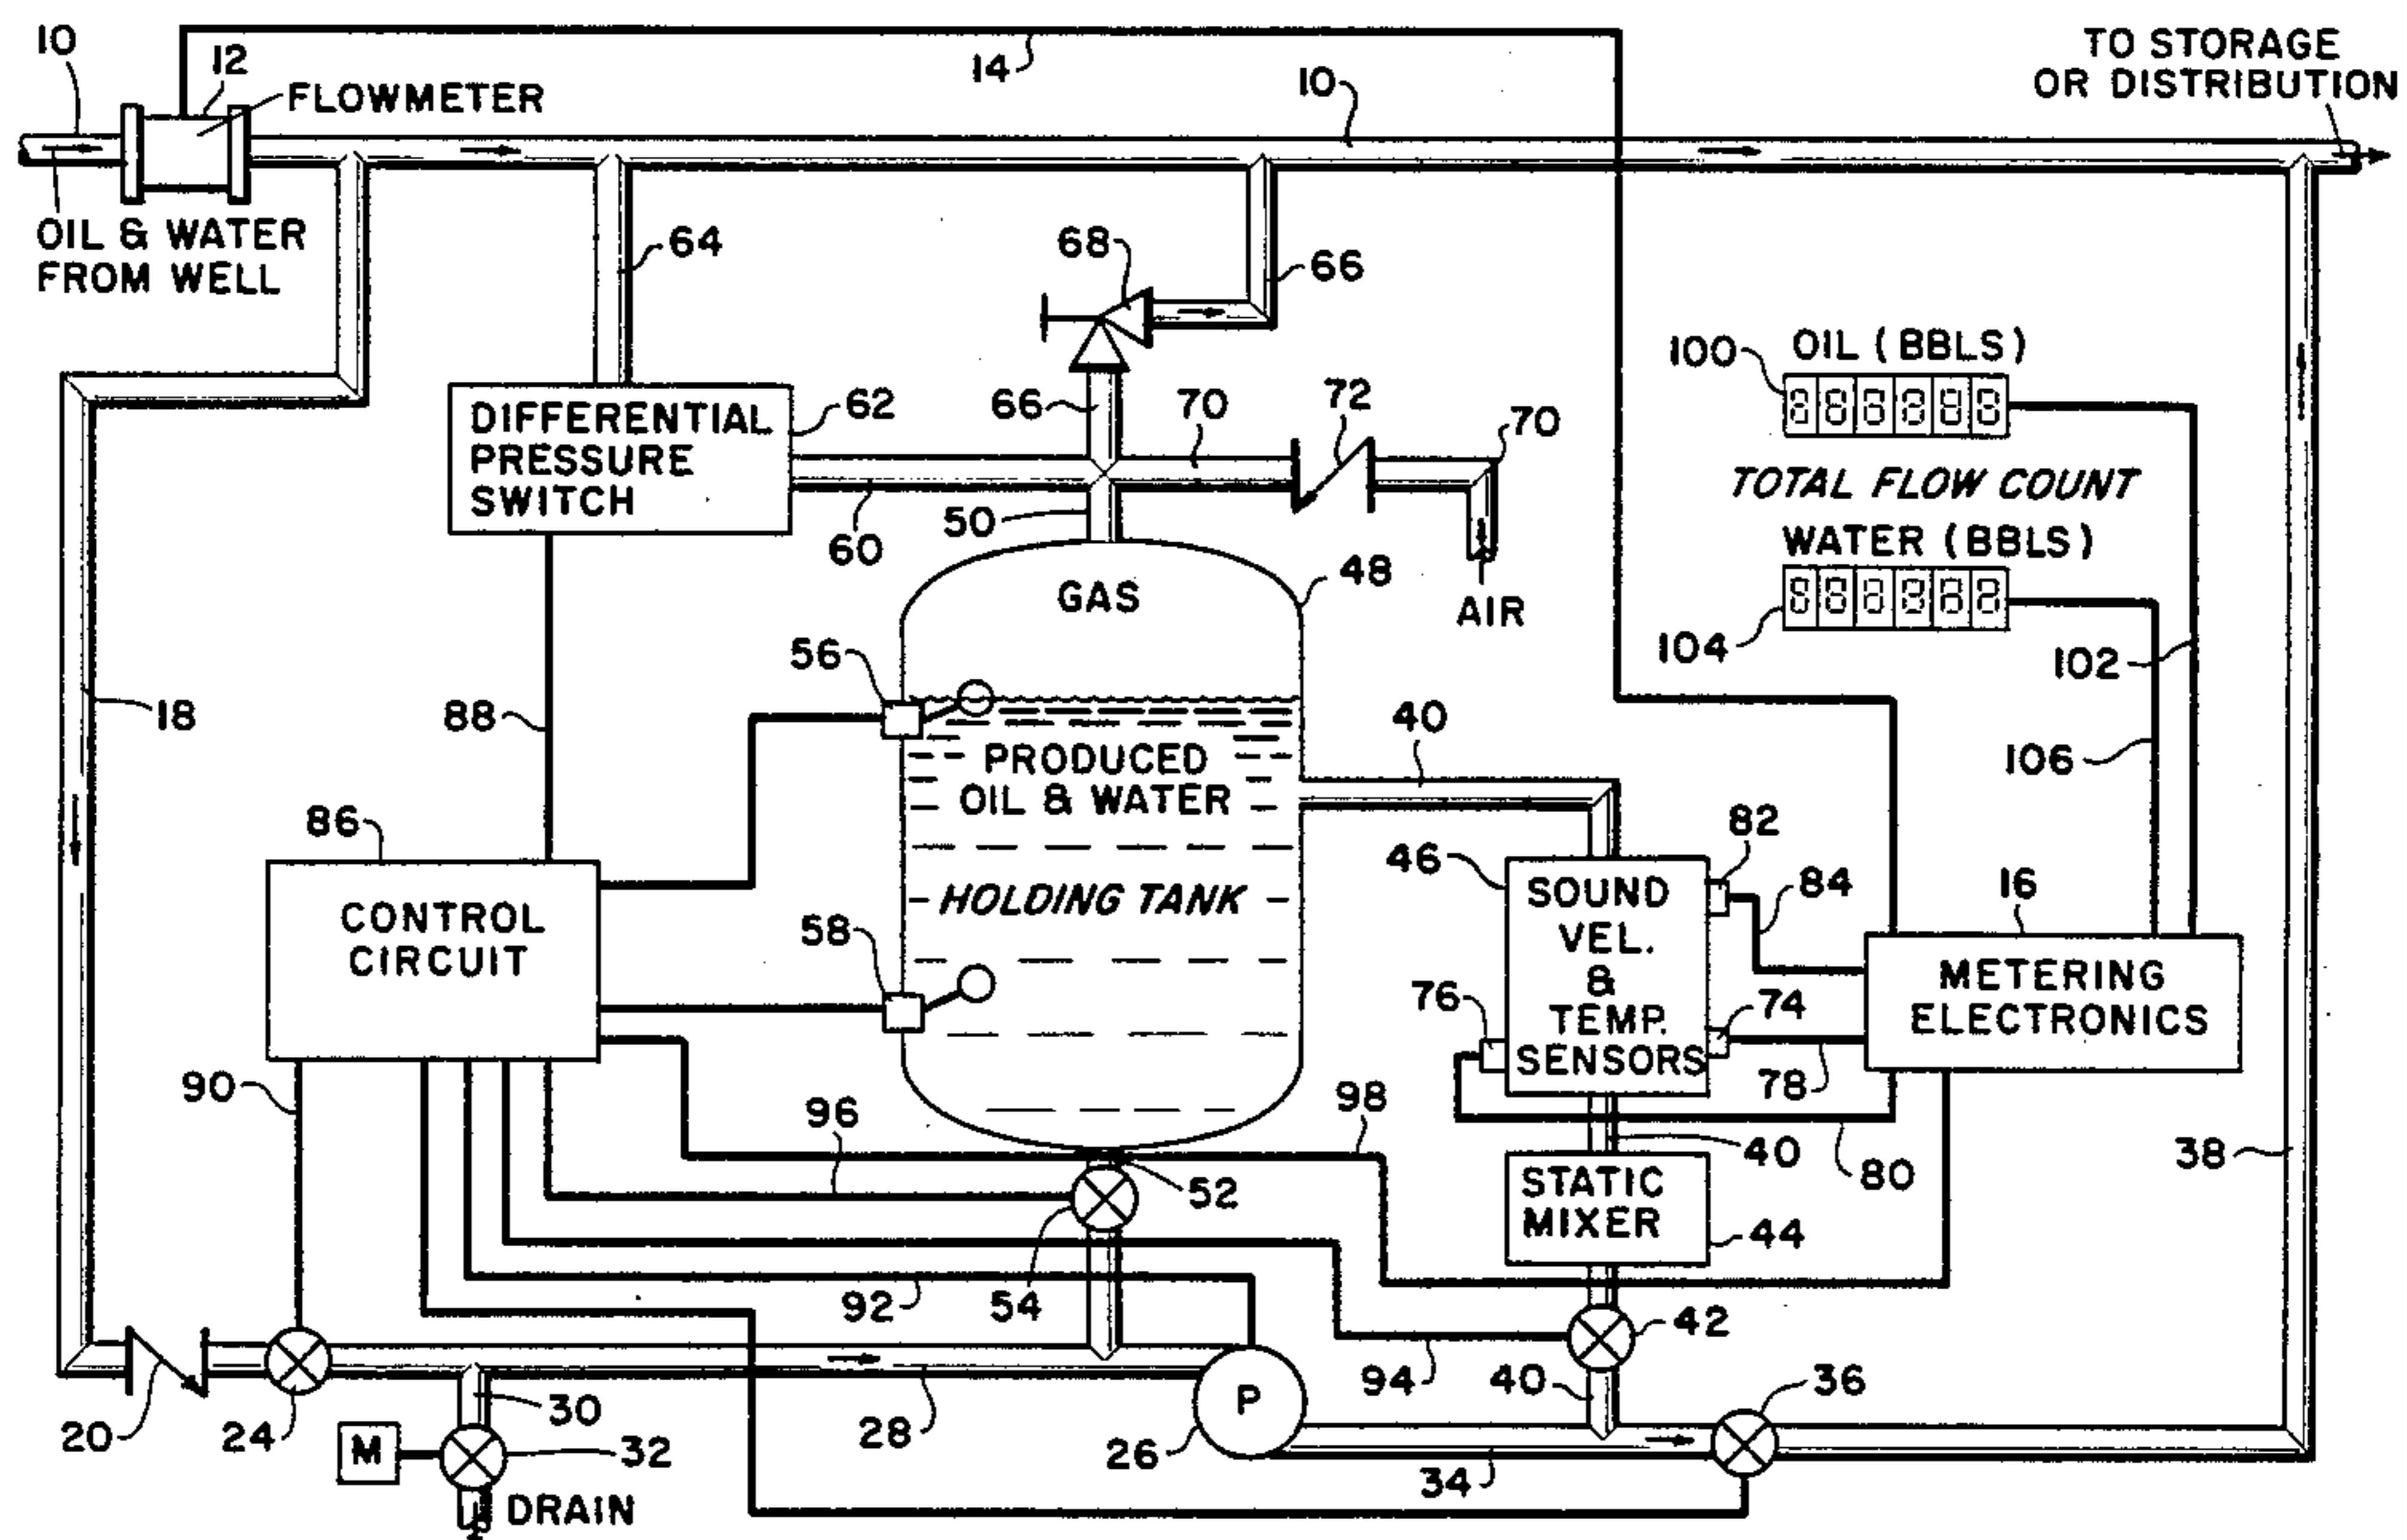 10
12
FLOWMETER
14
10
TO STORAGE
OR DISTRIBUTION
OIL & WATER
FROM WELL
64
68
66
100
OIL (BBLS)
DIFFERENTIAL
PRESSURE
SWITCH
62
66
70
72
70
TOTAL FLOW COUNT
50
60
WATER (BBLS)
GAS
48
AIR
104
102
56
18
88
40
PRODUCED
OIL & WATER
106
86
46
82
84
16
CONTROL
CIRCUIT
HOLDING TANK
SOUND
VEL.
&
TEMP.
SENSORS
58
76
74
METERING
ELECTRONICS
90
78
96
98
40
80
38
52
STATIC
MIXER
44
92
54
42
94
40
36
20
24
30
28
P
26
34
M
32
DRAIN